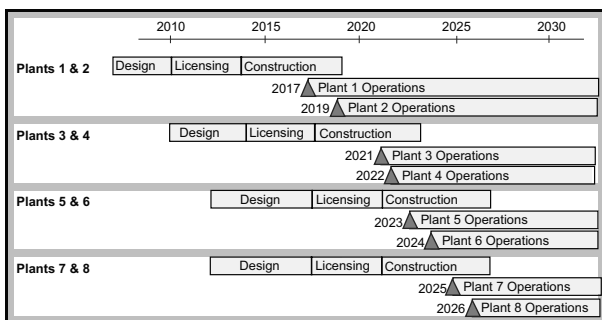 2010 2015 2020 2025 2030
Plants 1 & 2 Design Licensing Construction
2017 Plant 1 Operations
2019 Plant 2 Operations
Plants 3 & 4 Design Licensing Construction
2021 Plant 3 Operations
2022 Plant 4 Operations
Plants 5 & 6 Design Licensing Construction
2023 Plant 5 Operations
2024 Plant 6 Operations
Plants 7 & 8 Design Licensing Construction
2025 Plant 7 Operations
2026 Plant 8 Operations